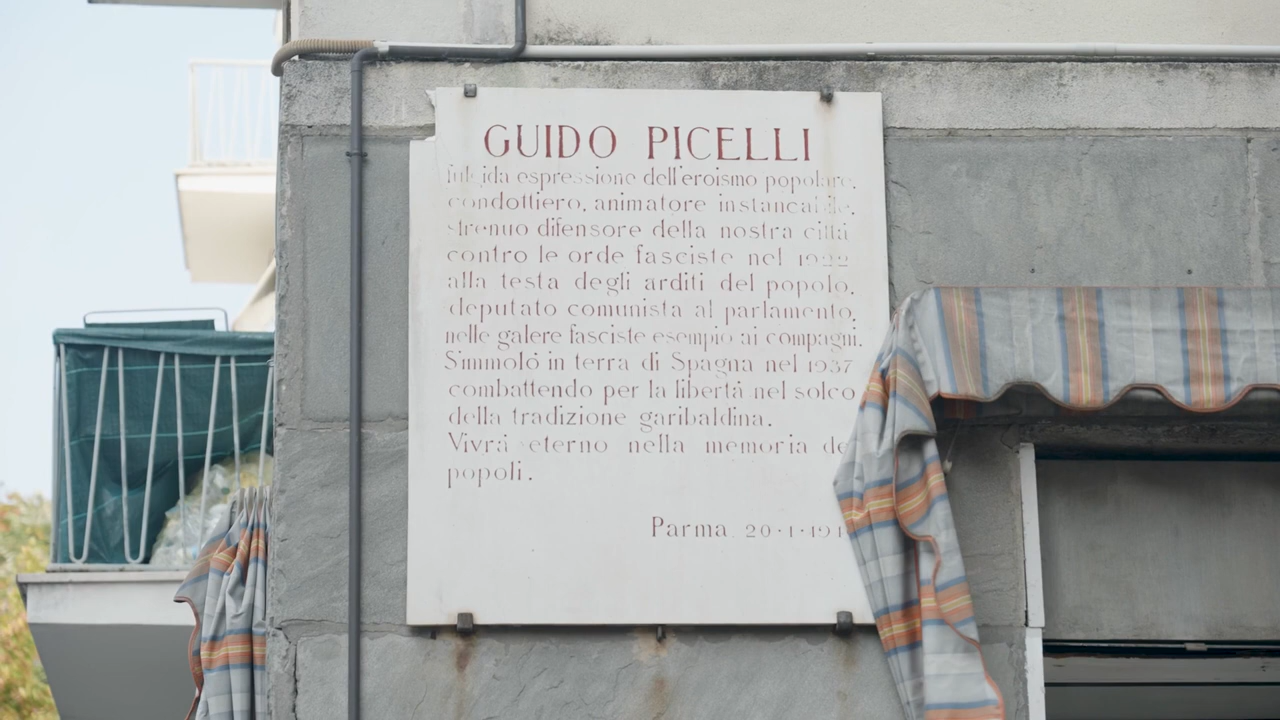 GUIDO PICELLI
fulgida espressione dell'eroismo popolare,
condottiero, animatore instancabile,
strenuo difensore della nostra città
contro le orde fasciste nel 1922
alla testa degli arditi del popolo,
deputato comunista al parlamento,
nelle galere fasciste esempio ai compagni.
S'immolò in terra di Spagna nel 1937
combattendo per la libertà nel solco
della tradizione garibaldina.
Vivrà eterno nella memoria de
popoli.
Parma 20·1·